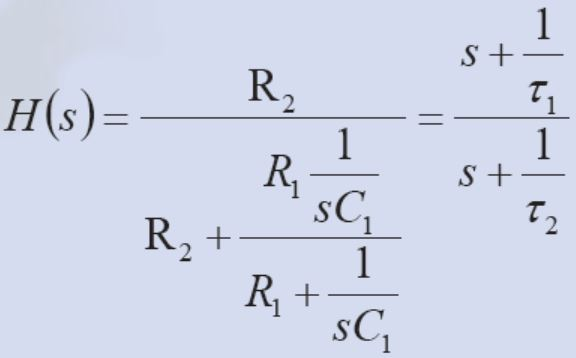 H(s) = R₂ / (R₂ + (R₁ 1/(sC₁)) / (R₁ + 1/(sC₁))) = (s + 1/τ₁) / (s + 1/τ₂)